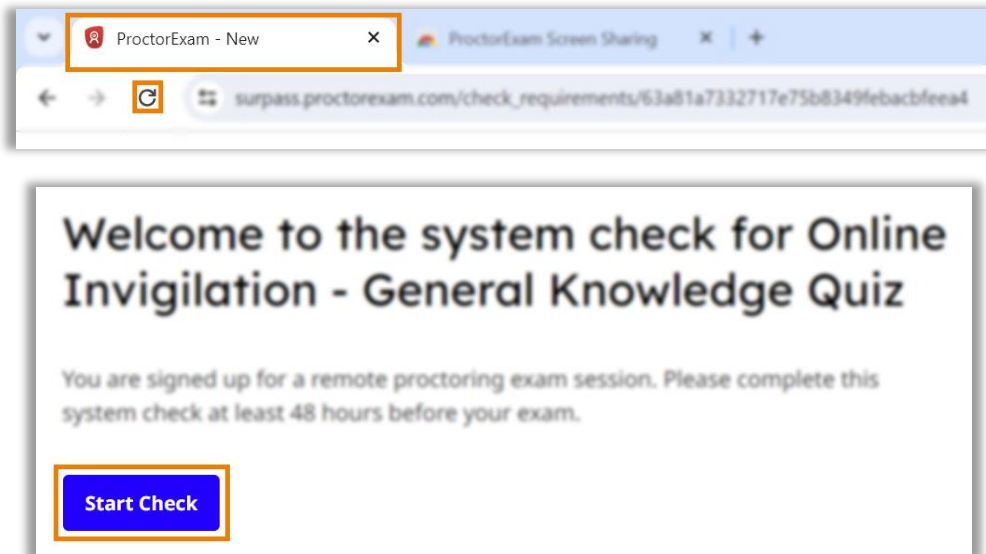 ProctorExam - New
ProctorExam Screen Sharing
surpass.proctorexam.com/check_requirements/63a81a7332717e75b8349febacbfeea4
Welcome to the system check for Online
Invigilation - General Knowledge Quiz
You are signed up for a remote proctoring exam session. Please complete this
system check at least 48 hours before your exam.
Start Check